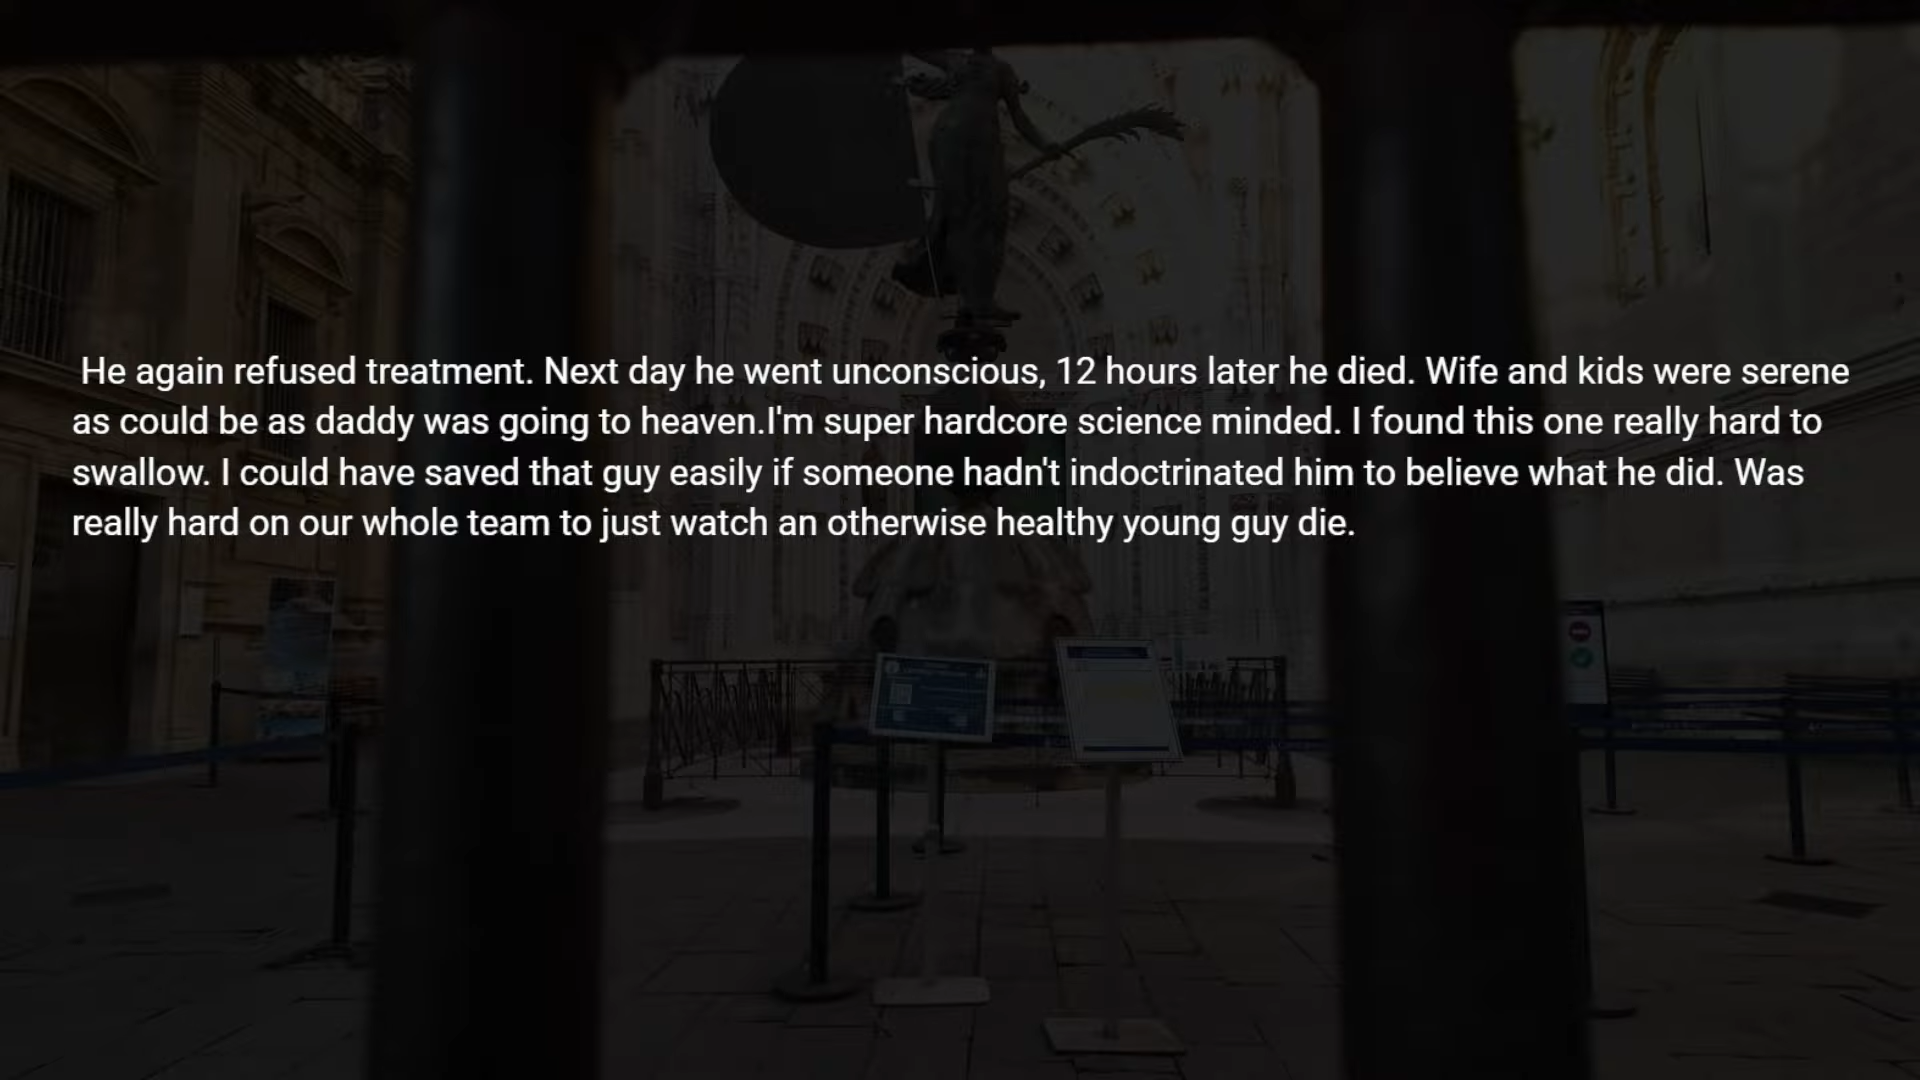 He again refused treatment. Next day he went unconscious, 12 hours later he died. Wife and kids were serene
as could be as daddy was going to heaven.I'm super hardcore science minded. I found this one really hard to
swallow. I could have saved that guy easily if someone hadn't indoctrinated him to believe what he did. Was
really hard on our whole team to just watch an otherwise healthy young guy die.